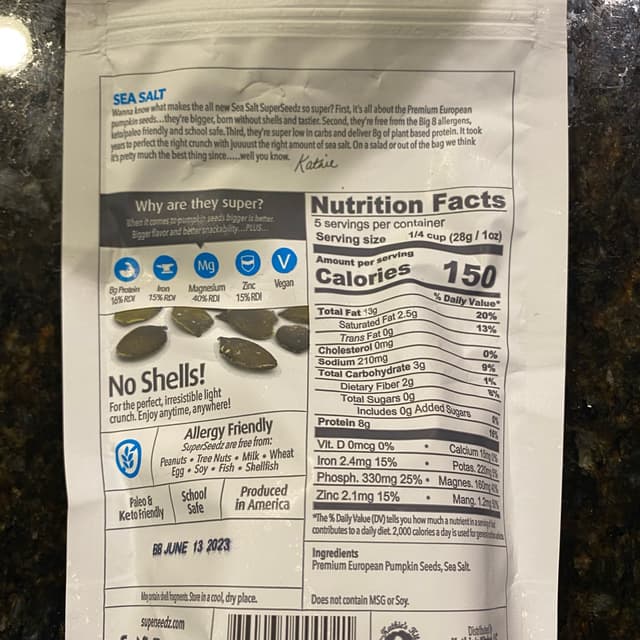 SEA SALT
Wanna know what makes the all new Sea Salt SuperSeedz so super? First, it's all about the Premium European
pumpkin seeds...they're bigger, born without shells and tastier. Second, they're free from the Big 8 allergens,
keto/paleo friendly and school safe. Third, they're super low in carbs and deliver 8g of plant based protein. It took
years to perfect the right crunch with juuuust the right amount of sea salt. On a salad or out of the bag we think
it's pretty much the best thing since.....well you know. Kathie
Why are they super?
When it comes to pumpkin seeds bigger is better.
Bigger flavor and better snackability...PLUS...
Mg
V
8g Protein
16% RDI
Iron
15% RDI
Magnesium
40% RDI
Zinc
15% RDI
Vegan
No Shells!
For the perfect, irresistible light
crunch. Enjoy anytime, anywhere!
Allergy Friendly
SuperSeedz are free from:
Peanuts • Tree Nuts • Milk • Wheat
Egg • Soy • Fish • Shellfish
Paleo &
Keto Friendly
School
Safe
Produced
in America
BB JUNE 13 2023
May contain shell fragments. Store in a cool, dry place.
superseedz.com
Nutrition Facts
5 servings per container
Serving size 1/4 cup (28g / 1oz)
Amount per serving
Calories 150
% Daily Value*
Total Fat 13g 20%
Saturated Fat 2.5g 13%
Trans Fat 0g
Cholesterol 0mg 0%
Sodium 210mg 9%
Total Carbohydrate 3g 1%
Dietary Fiber 2g
Total Sugars 0g
Includes 0g Added Sugars 0%
Protein 8g
Vit. D 0mcg 0% • Calcium
Iron 2.4mg 15% • Potas.
Phosph. 330mg 25% • Magnes. 160mg
Zinc 2.1mg 15% • Mang. 1.2mg
*The % Daily Value (DV) tells you how much a nutrient in a serving of
contributes to a daily diet. 2,000 calories a day is used for general
Ingredients
Premium European Pumpkin Seeds, Sea Salt.
Does not contain MSG or Soy.